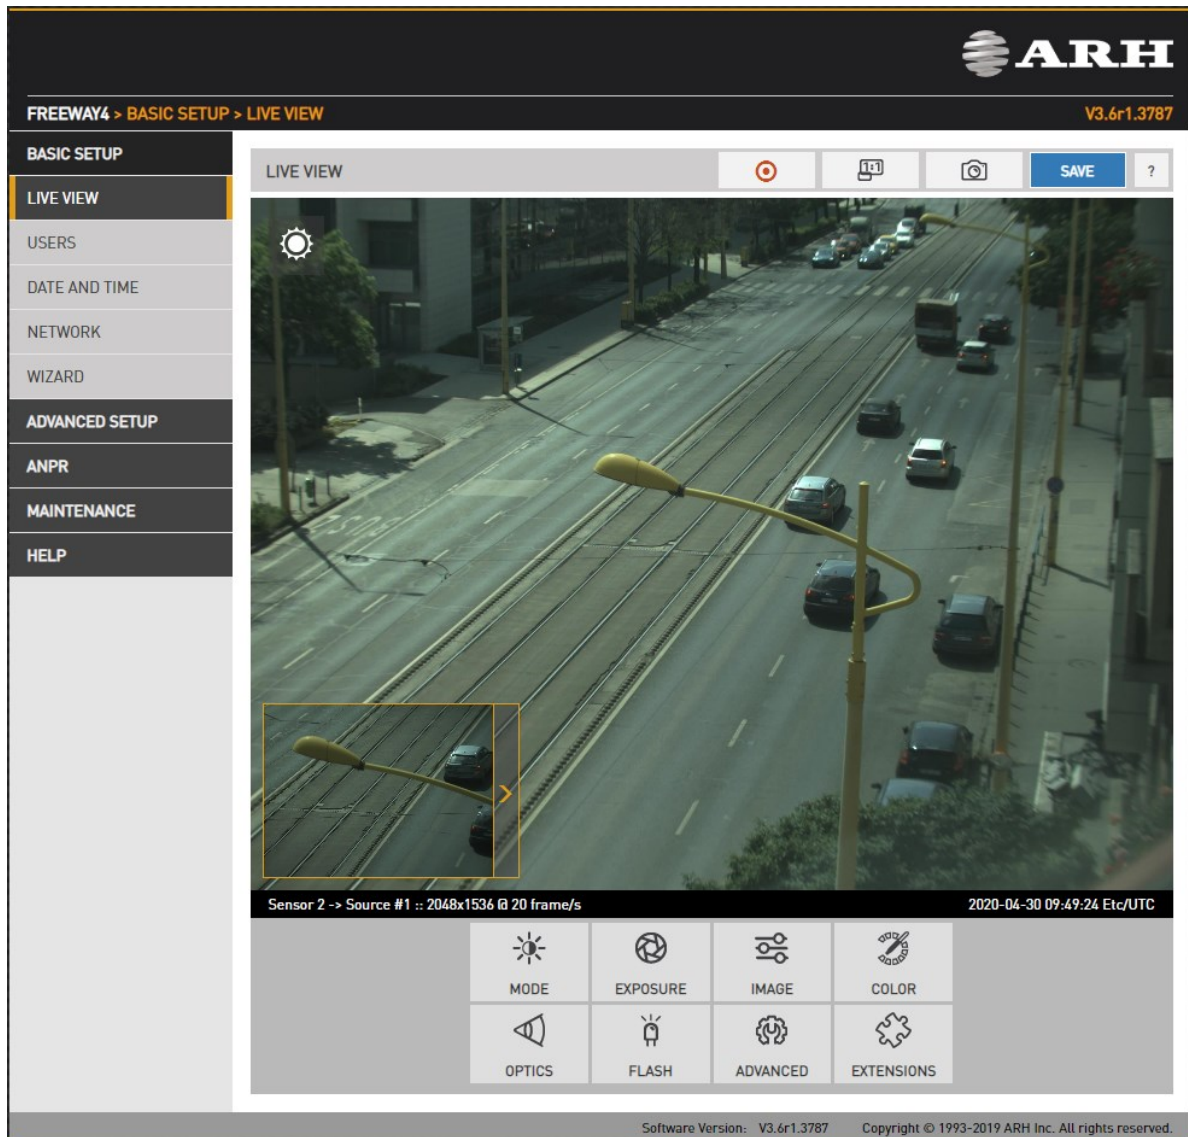 ARH
FREEWAY4 > BASIC SETUP > LIVE VIEW
V3.6r1.3787
BASIC SETUP
LIVE VIEW
USERS
DATE AND TIME
NETWORK
WIZARD
ADVANCED SETUP
ANPR
MAINTENANCE
HELP
LIVE VIEW
1:1
SAVE
?
BUS
Sensor 2 -> Source #1 :: 2048x1536 @ 20 frame/s
2020-04-30 09:49:24 Etc/UTC
MODE
EXPOSURE
IMAGE
COLOR
OPTICS
FLASH
ADVANCED
EXTENSIONS
Software Version: V3.6r1.3787
Copyright © 1993-2019 ARH Inc. All rights reserved.